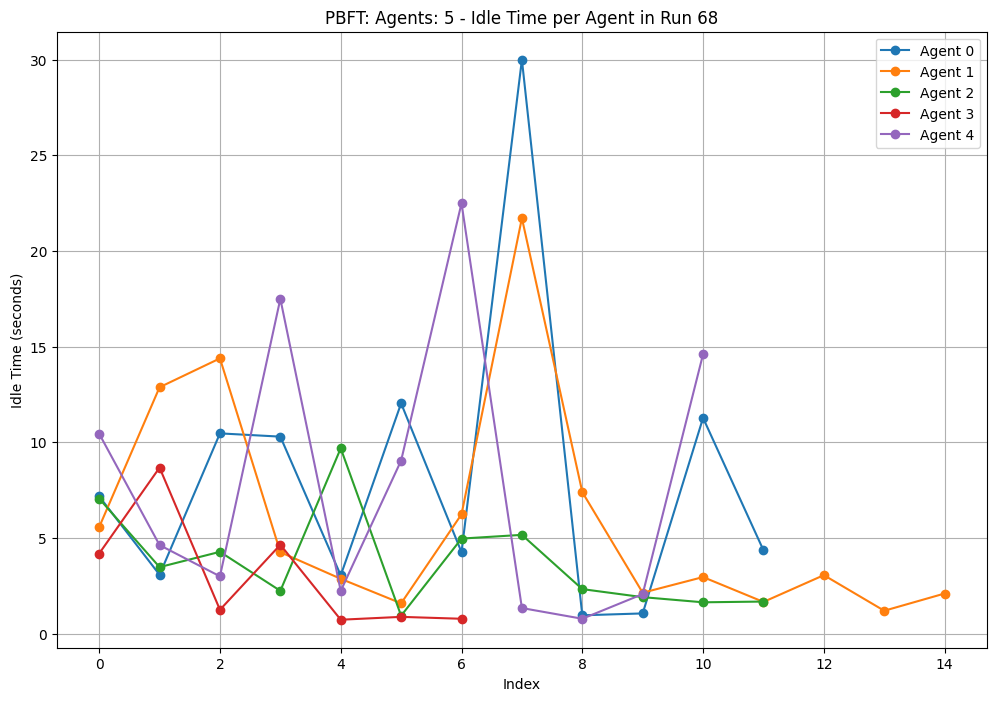 PBFT: Agents: 5 - Idle Time per Agent in Run 68
Agent 0
Agent 1
Agent 2
Agent 3
Agent 4
Idle Time (seconds)
30
25
20
15
10
5
0
0 2 4 6 8 10 12 14
Index